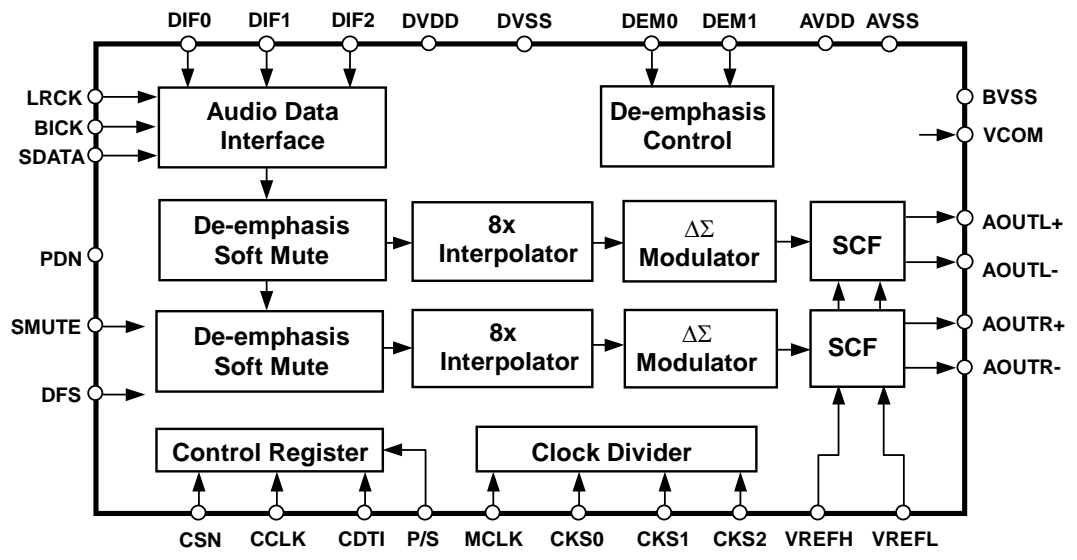 DIF0 DIF1 DIF2 DVDD DVSS DEM0 DEM1 AVDD AVSS
LRCK
BICK
SDATA
PDN
SMUTE
DFS
Audio Data
Interface
De-emphasis
Control
BVSS
VCOM
De-emphasis
Soft Mute
8x
Interpolator
ΔΣ
Modulator
SCF
AOUTL+
AOUTL-
De-emphasis
Soft Mute
8x
Interpolator
ΔΣ
Modulator
SCF
AOUTR+
AOUTR-
Control Register
Clock Divider
CSN CCLK CDTI P/S MCLK CKS0 CKS1 CKS2 VREFH VREFL